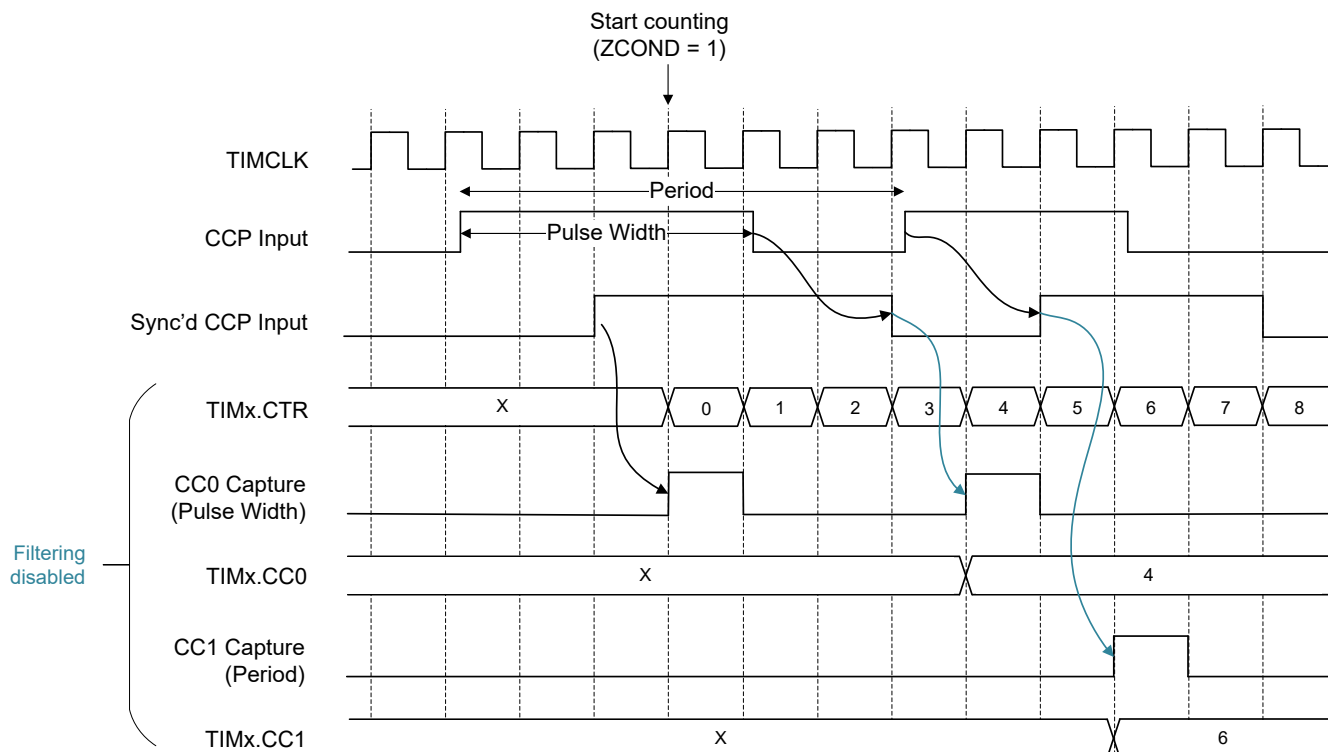 Start counting
(ZCOND = 1)
TIMCLK
Period
CCP Input
Pulse Width
Sync’d CCP Input
TIMx.CTR
X
0
1
2
3
4
5
6
7
8
CC0 Capture
(Pulse Width)
Filtering
disabled
TIMx.CC0
X
4
CC1 Capture
(Period)
TIMx.CC1
X
6